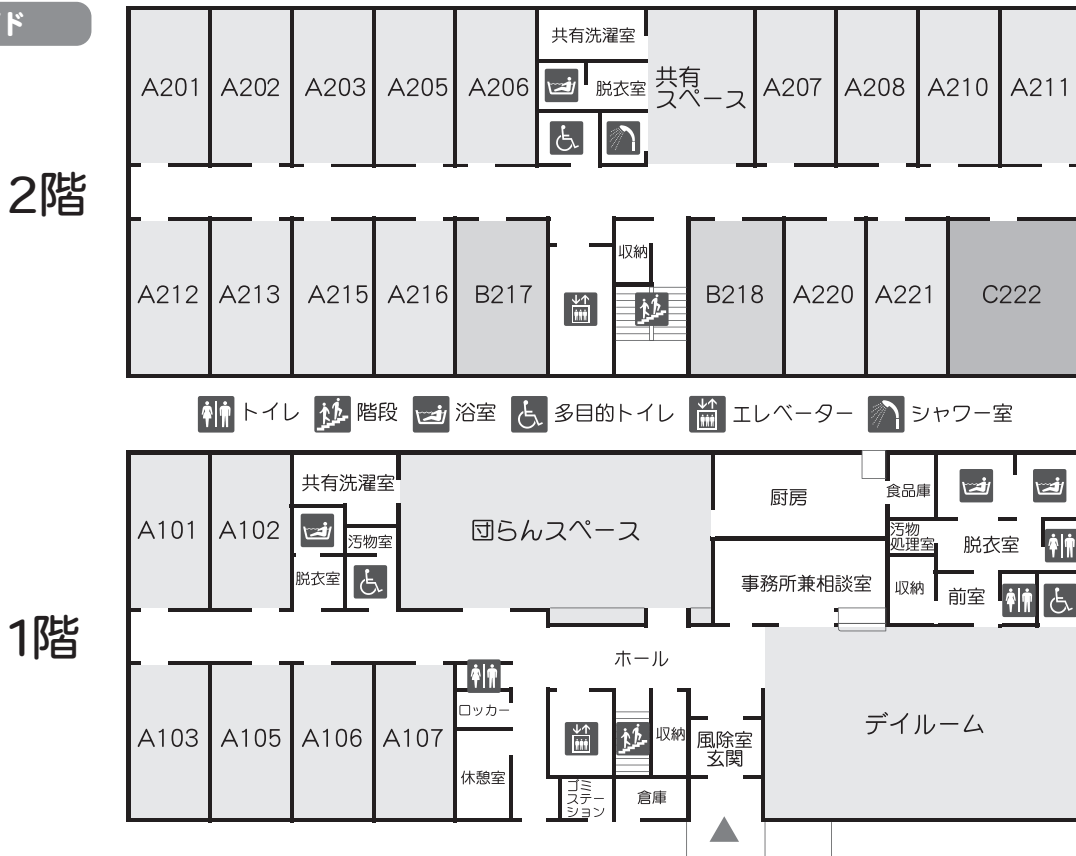 ド
2階
A201 A202 A203 A205 A206
共有洗濯室
脱衣室
共有
スペース
A207 A208 A210 A211
A212 A213 A215 A216 B217
収納
B218 A220 A221 C222
トイレ 階段 浴室 多目的トイレ エレベーター シャワー室
1階
A101 A102
共有洗濯室
汚物室
脱衣室
団らんスペース
厨房
食品庫
汚物
処理室
脱衣室
事務所兼相談室
収納
前室
ホール
A103 A105 A106 A107
ロッカー
休憩室
収納
風除室
玄関
デイルーム
ゴミ
ステー
ション
倉庫